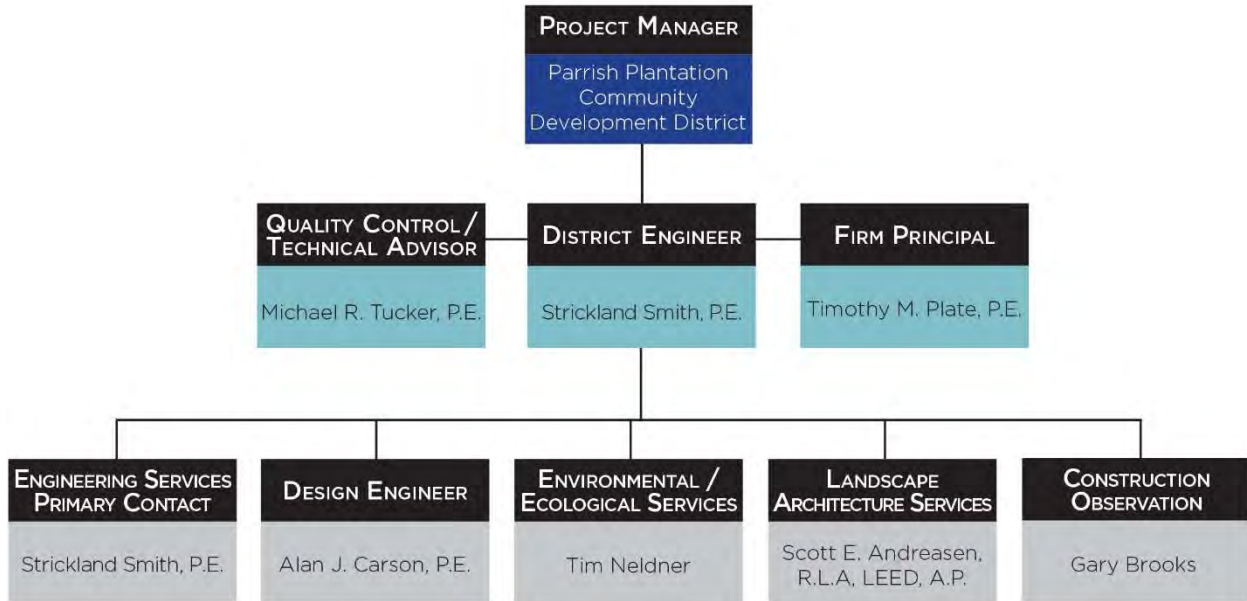 PROJECT MANAGER
Parrish Plantation
Community
Development District
QUALITY CONTROL /
TECHNICAL ADVISOR
Michael R. Tucker, P.E.
DISTRICT ENGINEER
Strickland Smith, P.E.
FIRM PRINCIPAL
Timothy M. Plate, P.E.
ENGINEERING SERVICES
PRIMARY CONTACT
Strickland Smith, P.E.
DESIGN ENGINEER
Alan J. Carson, P.E.
ENVIRONMENTAL /
ECOLOGICAL SERVICES
Tim Neldner
LANDSCAPE
ARCHITECTURE SERVICES
Scott E. Andreasen,
R.L.A, LEED, A.P.
CONSTRUCTION
OBSERVATION
Gary Brooks